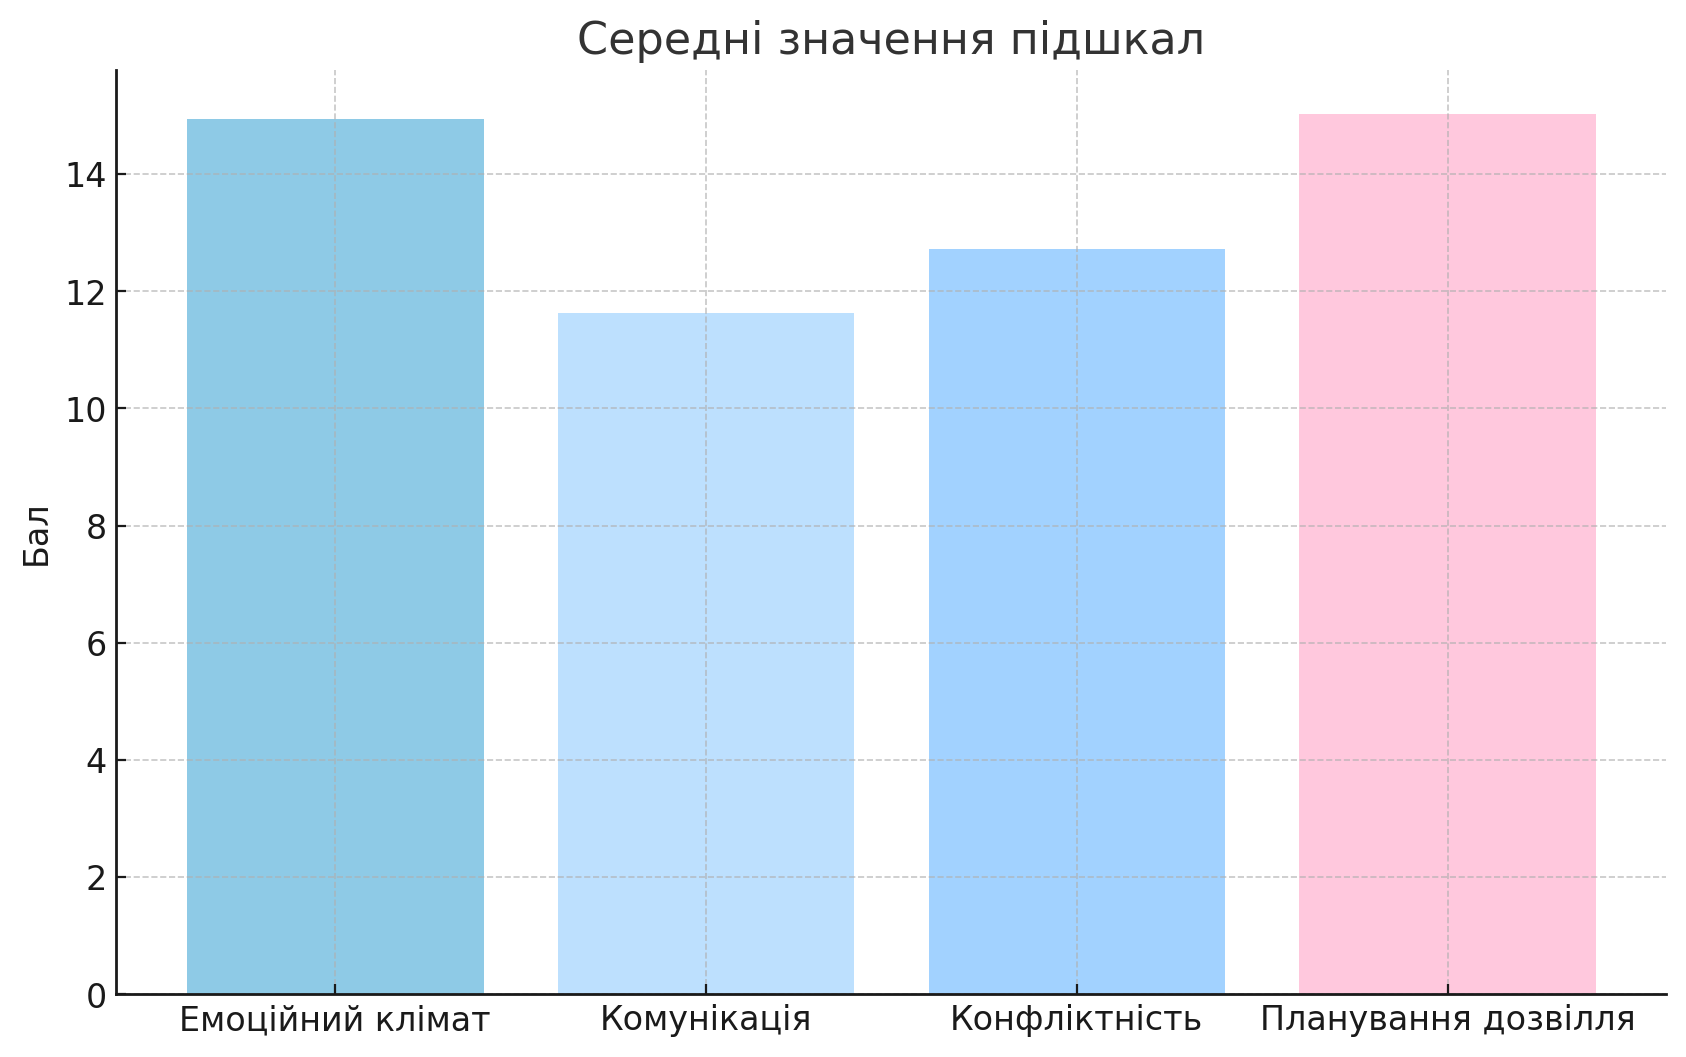 Середні значення підшкал
Бал
14
12
10
8
6
4
2
0
Емоційний клімат
Комунікація
Конфліктність
Планування дозвілля